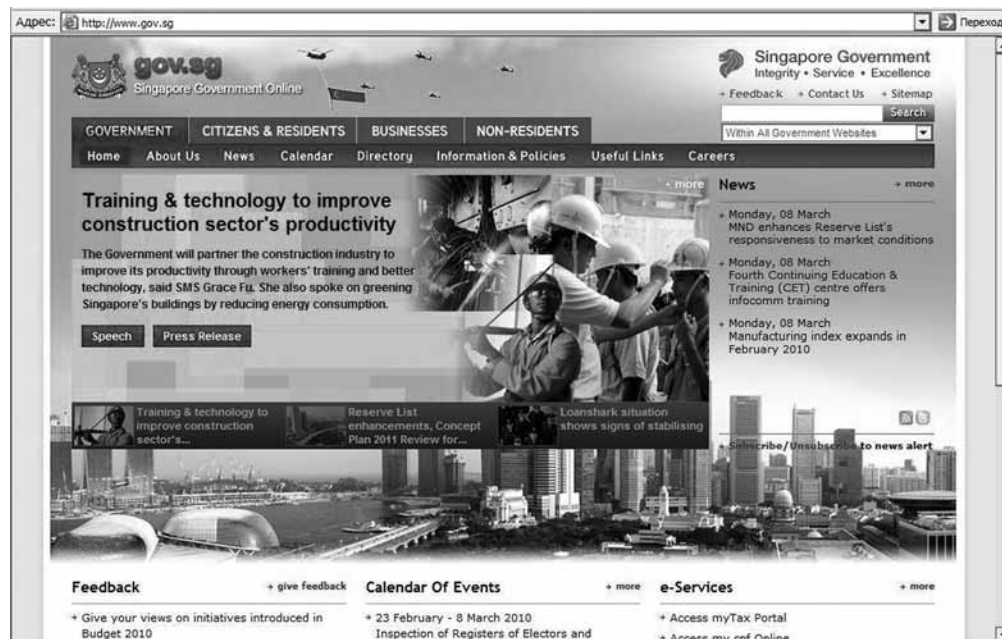 Адрес: http://www.gov.sg Переход
gov.sg
Singapore Government Online
Singapore Government
Integrity • Service • Excellence
Feedback Contact Us Sitemap
Search
Within All Government Websites
GOVERNMENT CITIZENS & RESIDENTS BUSINESSES NON-RESIDENTS
Home About Us News Calendar Directory Information & Policies Useful Links Careers
+ more
Training & technology to improve
construction sector's productivity
The Government will partner the construction industry to
improve its productivity through workers' training and better
technology, said SMS Grace Fu. She also spoke on greening
Singapore's buildings by reducing energy consumption.
Speech Press Release
News + more
Monday, 08 March
MND enhances Reserve List's
responsiveness to market conditions
Monday, 08 March
Fourth Continuing Education &
Training (CET) centre offers
infocomm training
Monday, 08 March
Manufacturing index expands in
February 2010
Training & technology to
improve construction
sector's...
Reserve List
enhancements, Concept
Plan 2011 Review for...
Loanshark situation
shows signs of stabilising
Subscribe/Unsubscribe to news alert
Feedback + give feedback
Give your views on initiatives introduced in
Budget 2010
Calendar Of Events + more
23 February - 8 March 2010
Inspection of Registers of Electors and
e-Services + more
Access myTax Portal
Access my cpf Online